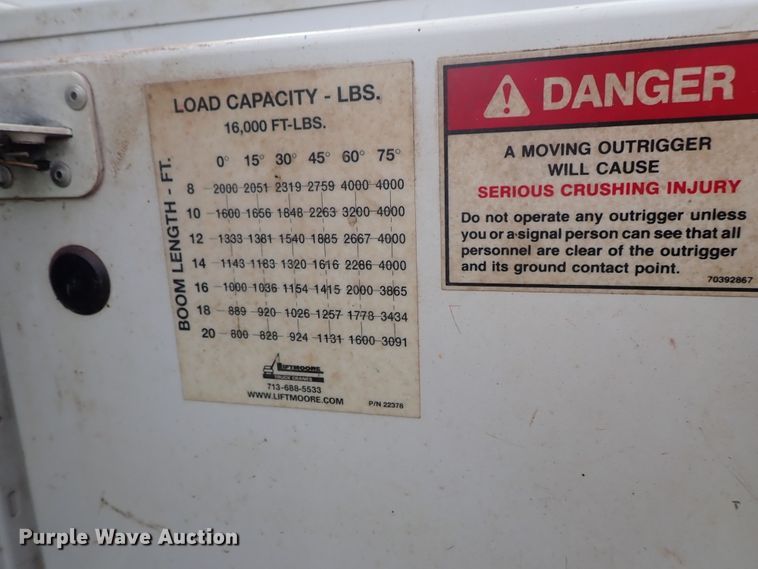 LOAD CAPACITY - LBS.
16,000 FT-LBS.
BOOM LENGTH - FT.
0° 15° 30° 45° 60° 75°
8 2000 2051 2319 2759 4000 4000
10 1600 1656 1848 2263 3200 4000
12 1333 1381 1540 1885 2667 4000
14 1143 1183 1320 1616 2286 4000
16 1000 1036 1154 1415 2000 3865
18 889 920 1026 1257 1778 3434
20 800 828 924 1131 1600 3091
LIFTMOORE
TRUCK CRANES
713-688-5533
WWW.LIFTMOORE.COM
P/N 22378
DANGER
A MOVING OUTRIGGER
WILL CAUSE
SERIOUS CRUSHING INJURY
Do not operate any outrigger unless
you or a signal person can see that all
personnel are clear of the outrigger
and its ground contact point.
70392867
Purple Wave Auction